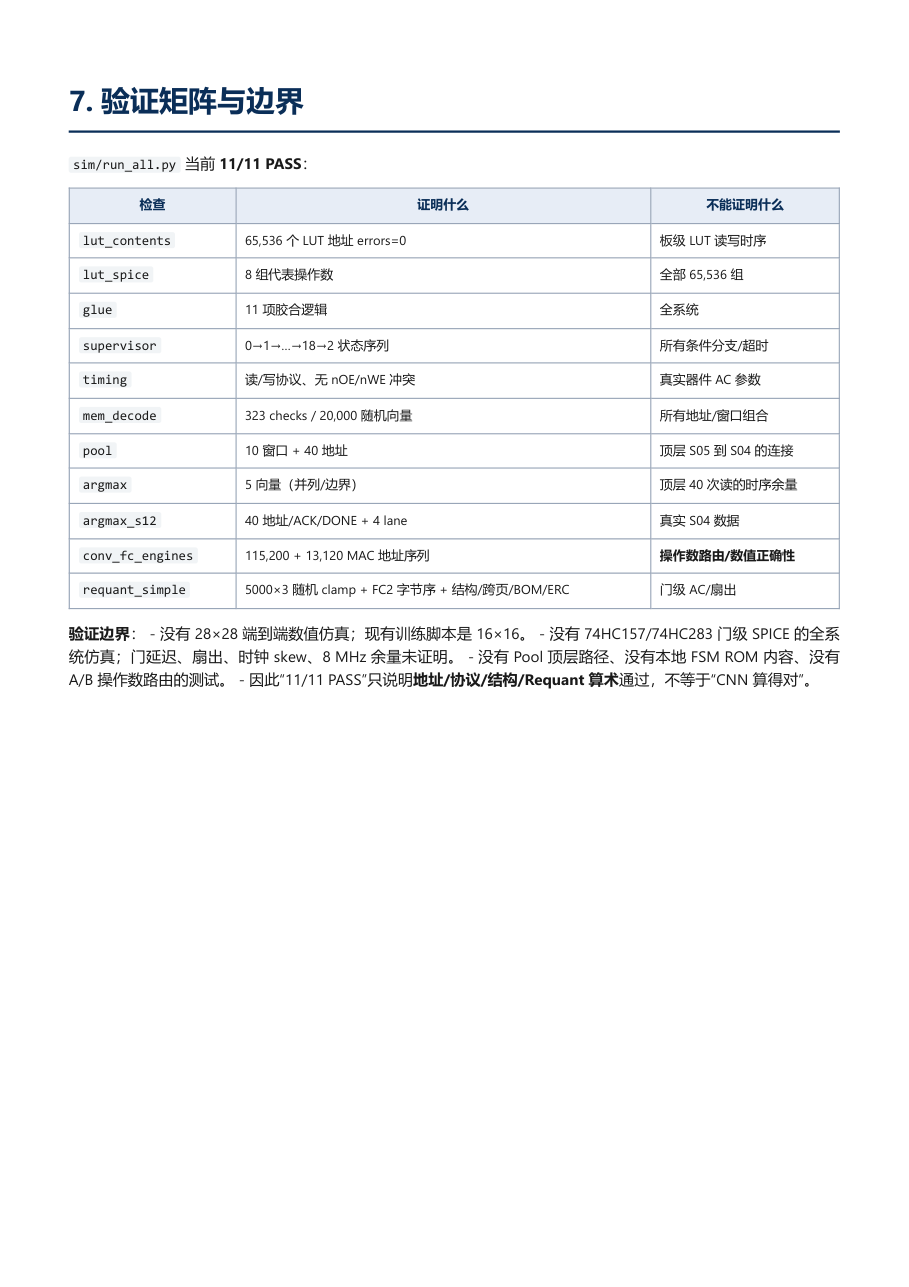 7. 验证矩阵与边界
sim/run_all.py 当前 11/11 PASS：
检查 证明什么 不能证明什么
lut_contents 65,536 个 LUT 地址 errors=0 板级 LUT 读写时序
lut_spice 8 组代表操作数 全部 65,536 组
glue 11 项胶合逻辑 全系统
supervisor 0→1→…→18→2 状态序列 所有条件分支/超时
timing 读/写协议、无 nOE/nWE 冲突 真实器件 AC 参数
mem_decode 323 checks / 20,000 随机向量 所有地址/窗口组合
pool 10 窗口 + 40 地址 顶层 S05 到 S04 的连接
argmax 5 向量（并列/边界） 顶层 40 次读的时序余量
argmax_s12 40 地址/ACK/DONE + 4 lane 真实 S04 数据
conv_fc_engines 115,200 + 13,120 MAC 地址序列 操作数路由/数值正确性
requant_simple 5000×3 随机 clamp + FC2 字节序 + 结构/跨页/BOM/ERC 门级 AC/扇出
验证边界： - 没有 28×28 端到端数值仿真；现有训练脚本是 16×16。 - 没有 74HC157/74HC283 门级 SPICE 的全系
统仿真；门延迟、扇出、时钟 skew、8 MHz 余量未证明。 - 没有 Pool 顶层路径、没有本地 FSM ROM 内容、没有
A/B 操作数路由的测试。 - 因此“11/11 PASS”只说明地址/协议/结构/Requant 算术通过，不等于“CNN 算得对”。